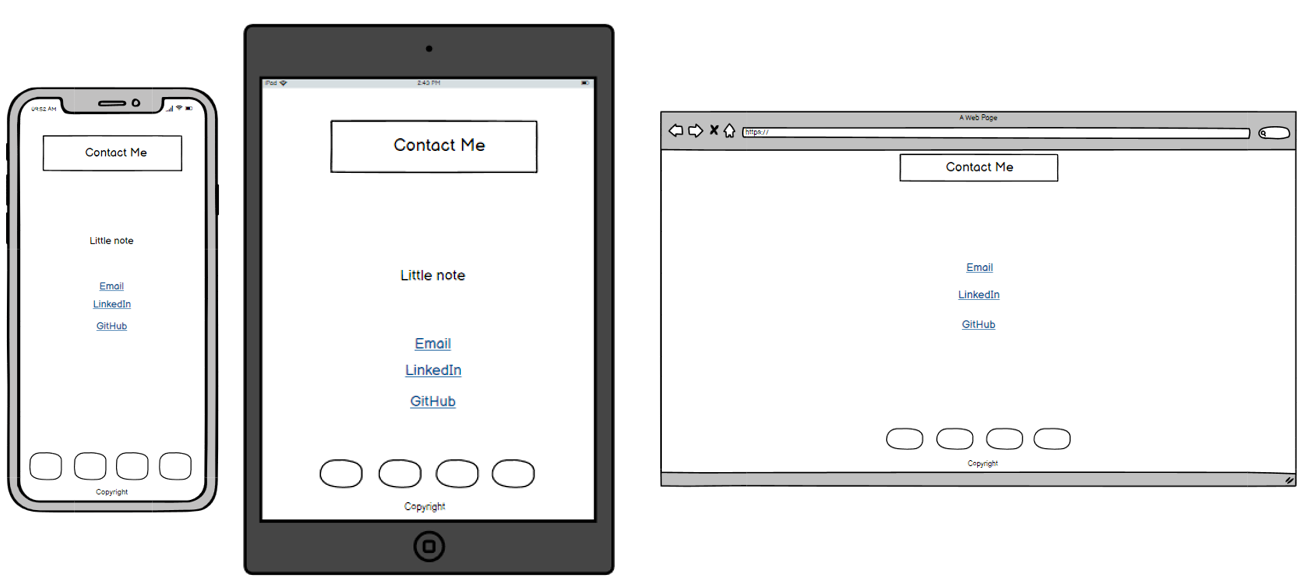 09:52 AM
Contact Me
Little note
Email
LinkedIn
GitHub
Copyright
iPad
2:45 PM
Contact Me
Little note
Email
LinkedIn
GitHub
Copyright
A Web Page
https://
Contact Me
Email
LinkedIn
GitHub
Copyright